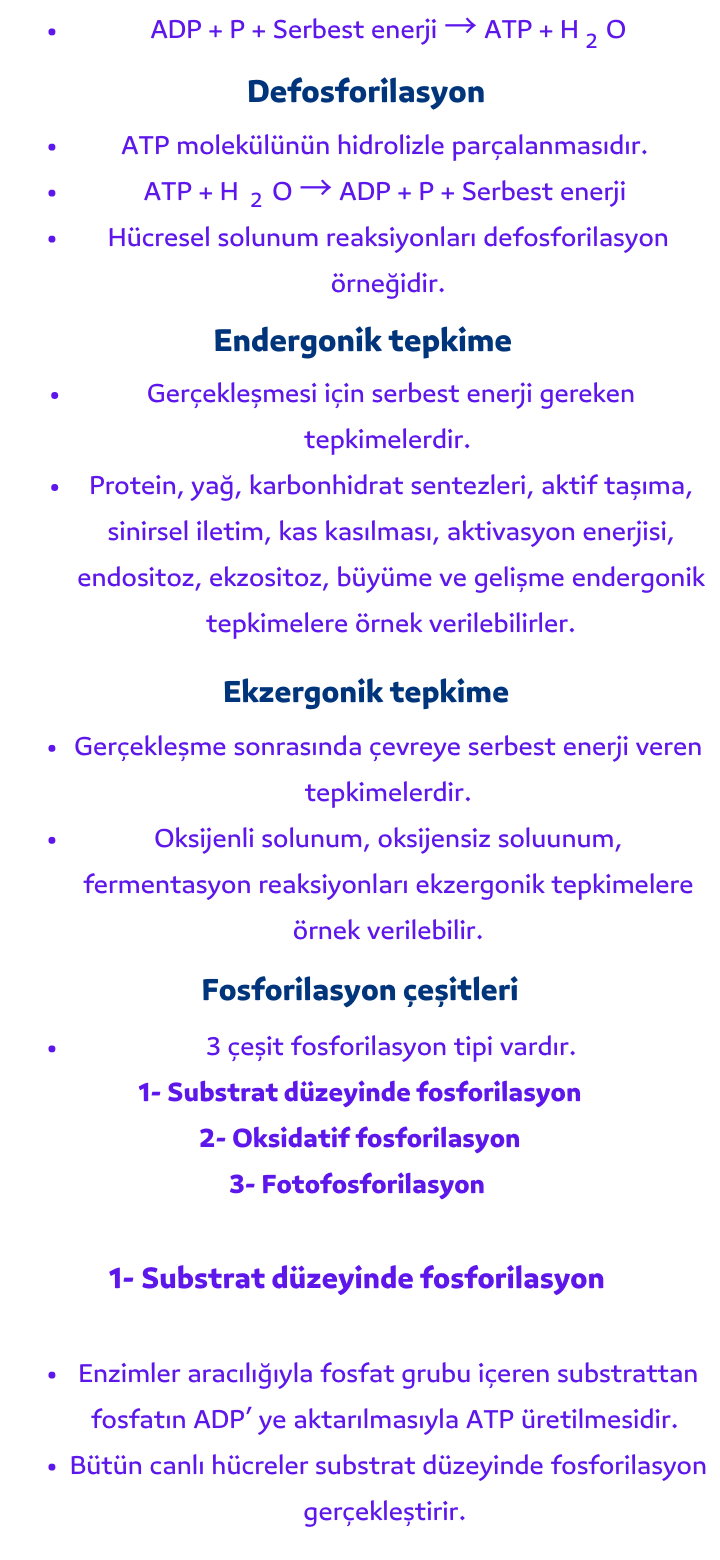 • ADP + P + Serbest enerji → ATP + H 2 O
Defosforilasyon
• ATP molekülünün hidrolizle parçalanmasıdır.
• ATP + H 2 O → ADP + P + Serbest enerji
• Hücresel solunum reaksiyonları defosforilasyon
örneğidir.
Endergonik tepkime
• Gerçekleşmesi için serbest enerji gereken
tepkimelerdir.
• Protein, yağ, karbonhidrat sentezleri, aktif taşıma,
sinirsel iletim, kas kasılması, aktivasyon enerjisi,
endositoz, ekzositoz, büyüme ve gelişme endergonik
tepkimelere örnek verilebilirler.
Ekzergonik tepkime
• Gerçekleşme sonrasında çevreye serbest enerji veren
tepkimelerdir.
• Oksijenli solunum, oksijensiz soluunum,
fermentasyon reaksiyonları ekzergonik tepkimelere
örnek verilebilir.
Fosforilasyon çeşitleri
• 3 çeşit fosforilasyon tipi vardır.
1- Substrat düzeyinde fosforilasyon
2- Oksidatif fosforilasyon
3- Fotofosforilasyon
1- Substrat düzeyinde fosforilasyon
• Enzimler aracılığıyla fosfat grubu içeren substrattan
fosfatın ADP’ ye aktarılmasıyla ATP üretilmesidir.
• Bütün canlı hücreler substrat düzeyinde fosforilasyon
gerçekleştirir.